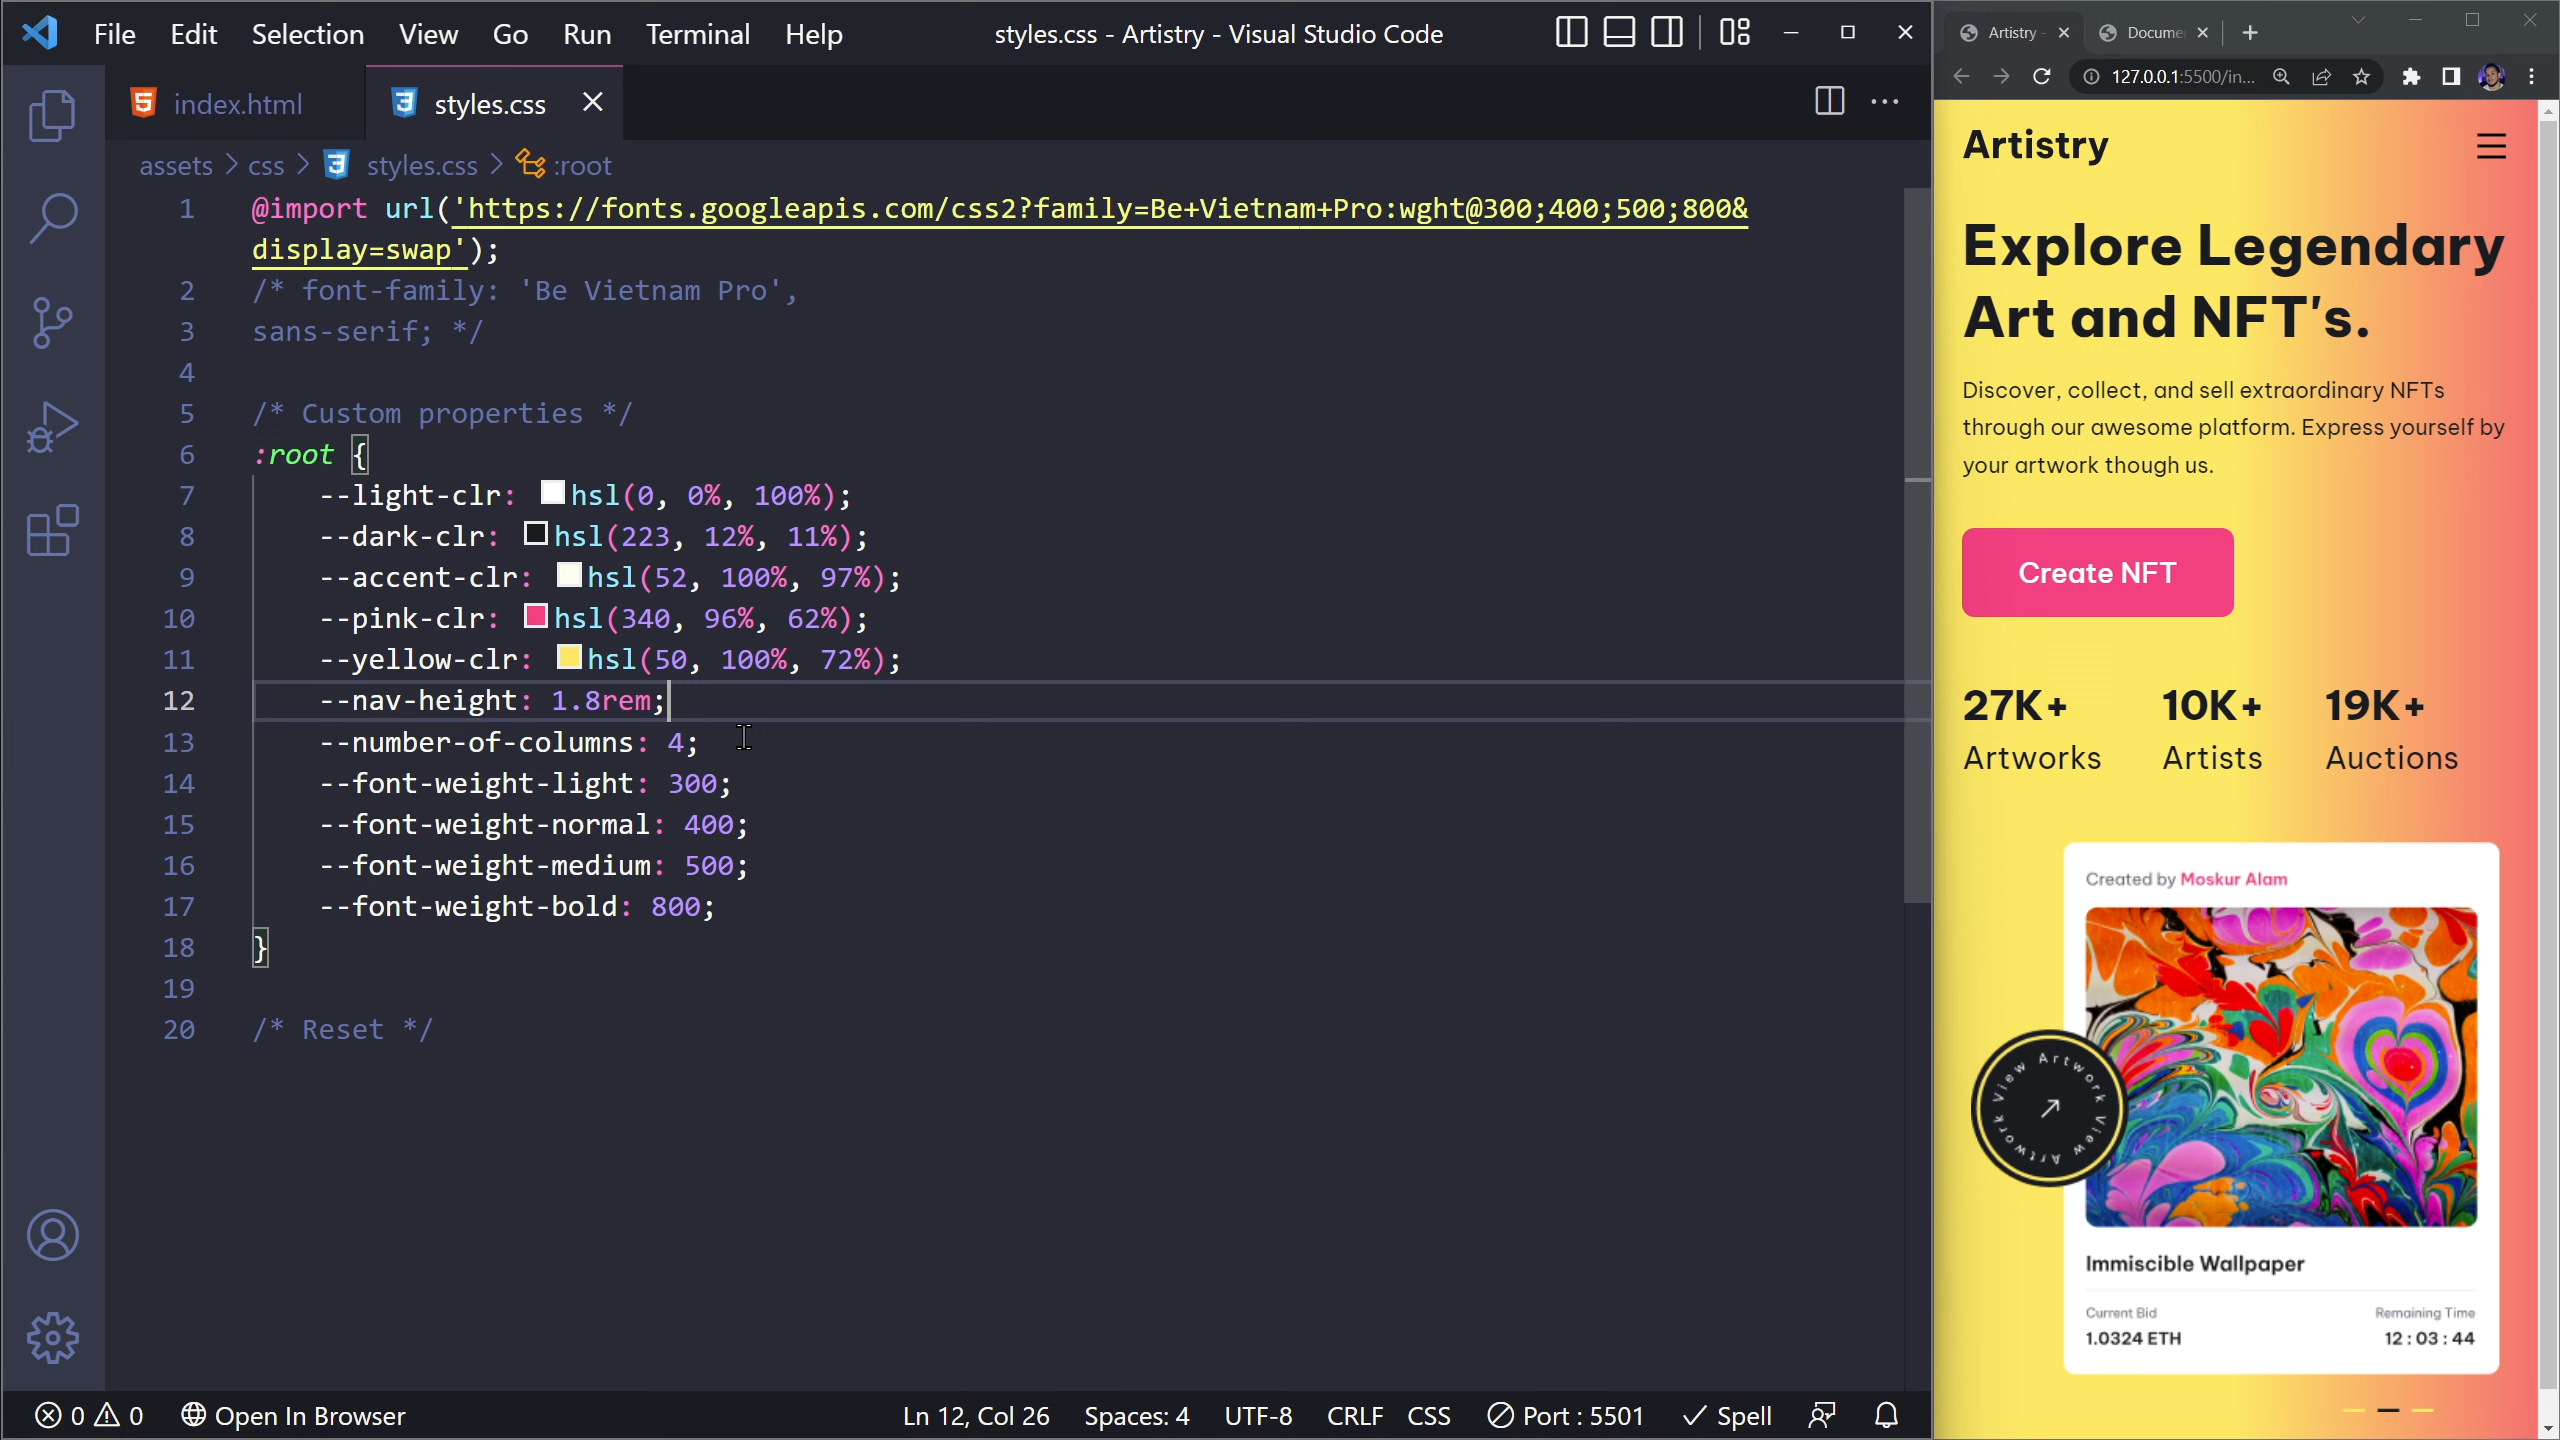 File Edit Selection View Go Run Terminal Help
styles.css - Artistry - Visual Studio Code
index.html
styles.css
assets > css > styles.css > :root
1 @import url('https://fonts.googleapis.com/css2?family=Be+Vietnam+Pro:wght@300;400;500;800&
display=swap');
2 /* font-family: 'Be Vietnam Pro',
3 sans-serif; */
4
5 /* Custom properties */
6 :root {
7 --light-clr: hsl(0, 0%, 100%);
8 --dark-clr: hsl(223, 12%, 11%);
9 --accent-clr: hsl(52, 100%, 97%);
10 --pink-clr: hsl(340, 96%, 62%);
11 --yellow-clr: hsl(50, 100%, 72%);
12 --nav-height: 1.8rem;
13 --number-of-columns: 4;
14 --font-weight-light: 300;
15 --font-weight-normal: 400;
16 --font-weight-medium: 500;
17 --font-weight-bold: 800;
18 }
19
20 /* Reset */
0 0 Open In Browser
Ln 12, Col 26 Spaces: 4 UTF-8 CRLF CSS Port : 5501 Spell
Artistry
Docume
127.0.0.1:5500/in...
Artistry
Explore Legendary
Art and NFT's.
Discover, collect, and sell extraordinary NFTs
through our awesome platform. Express yourself by
your artwork though us.
Create NFT
27K+ 10K+ 19K+
Artworks Artists Auctions
Created by Moskur Alam
View Artwork View Artwork
Immiscible Wallpaper
Current Bid Remaining Time
1.0324 ETH 12 : 03 : 44